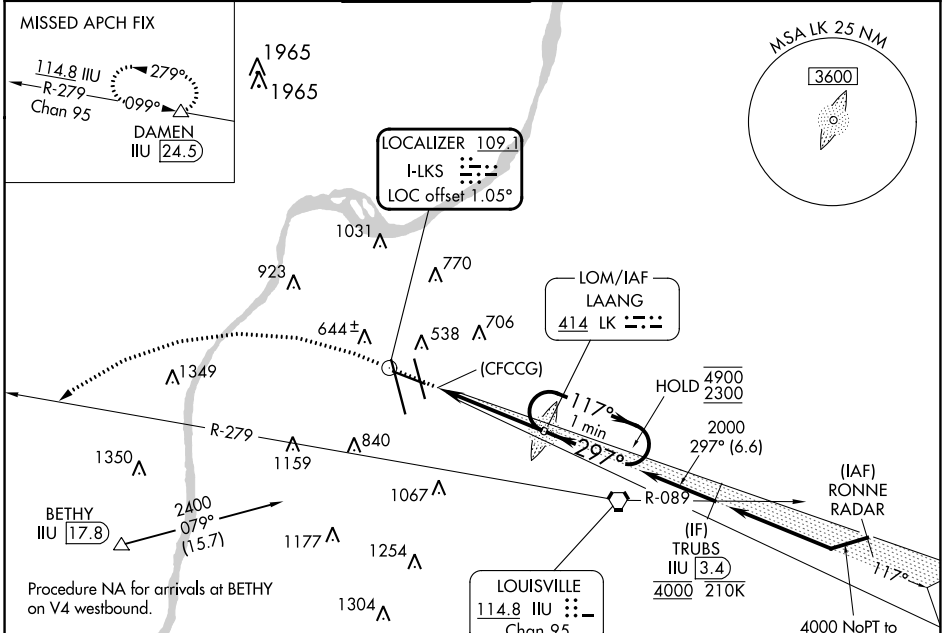 MISSED APCH FIX
114.8 IIU
R-279
Chan 95
279°
099°
DAMEN
IIU 24.5
1965
1965
MSA LK 25 NM
3600
LOCALIZER 109.1
I-LKS
LOC offset 1.05°
1031
770
923
644±
538
706
1349
(CFCCG)
LOM/IAF
LAANG
414 LK
117°
1 min
297°
HOLD 4900
2300
2000
297° (6.6)
R-279
1350
1159
840
1067
R-089
(IAF)
RONNE
RADAR
BETHY
IIU 17.8
2400
079°
(15.7)
1177
1254
(IF)
TRUBS
IIU 3.4
4000 210K
117°
Procedure NA for arrivals at BETHY
on V4 westbound.
1304
LOUISVILLE
114.8 IIU
Chan 95
4000 NoPT to